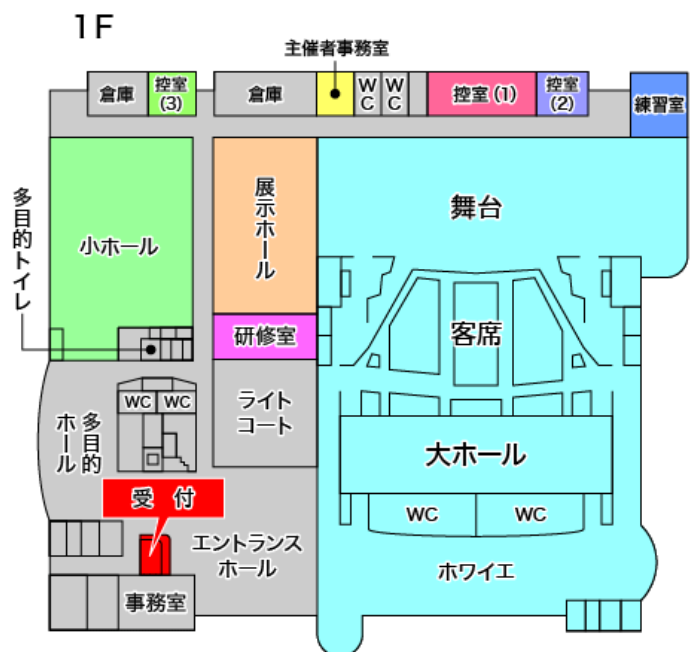 1F
主催者事務室
倉庫
控室
(3)
倉庫
WC
WC
控室(1)
控室
(2)
練習室
多目的トイレ
小ホール
展示ホール
舞台
客席
研修室
ライト
コート
WC
WC
多目的
ホール
大ホール
WC
WC
受付
エントランス
ホール
ホワイエ
事務室